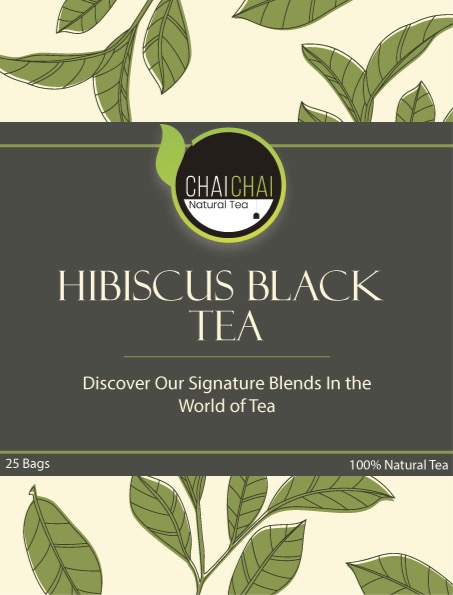 CHAICHAI
Natural Tea
HIBISCUS BLACK
TEA
Discover Our Signature Blends In the
World of Tea
25 Bags
100% Natural Tea